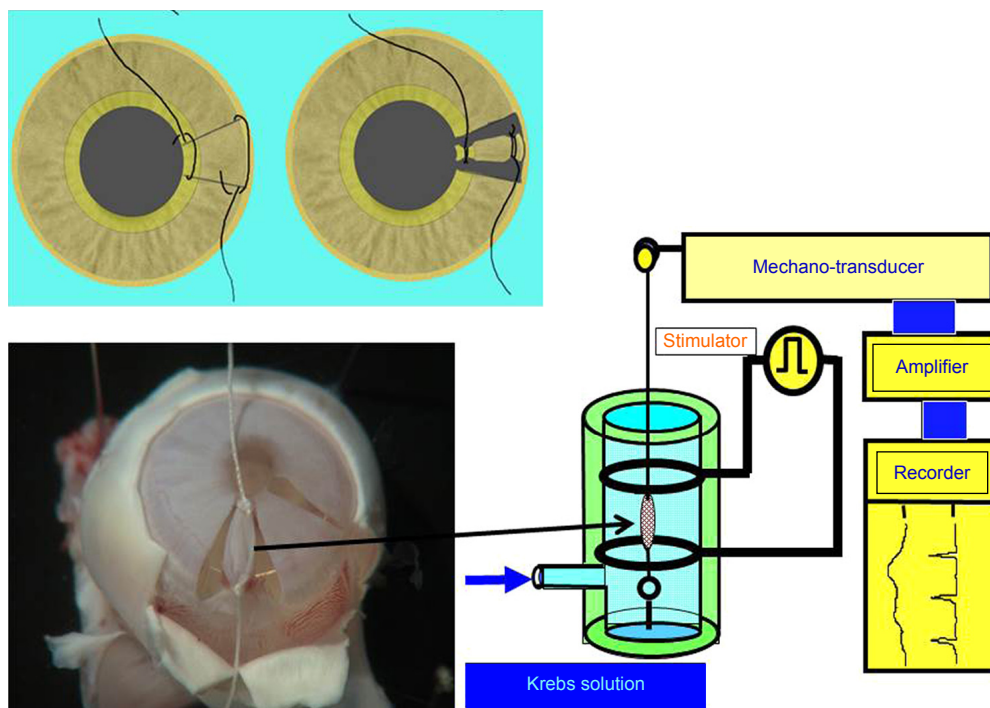 Mechano-transducer
Stimulator
Amplifier
Recorder
Krebs solution